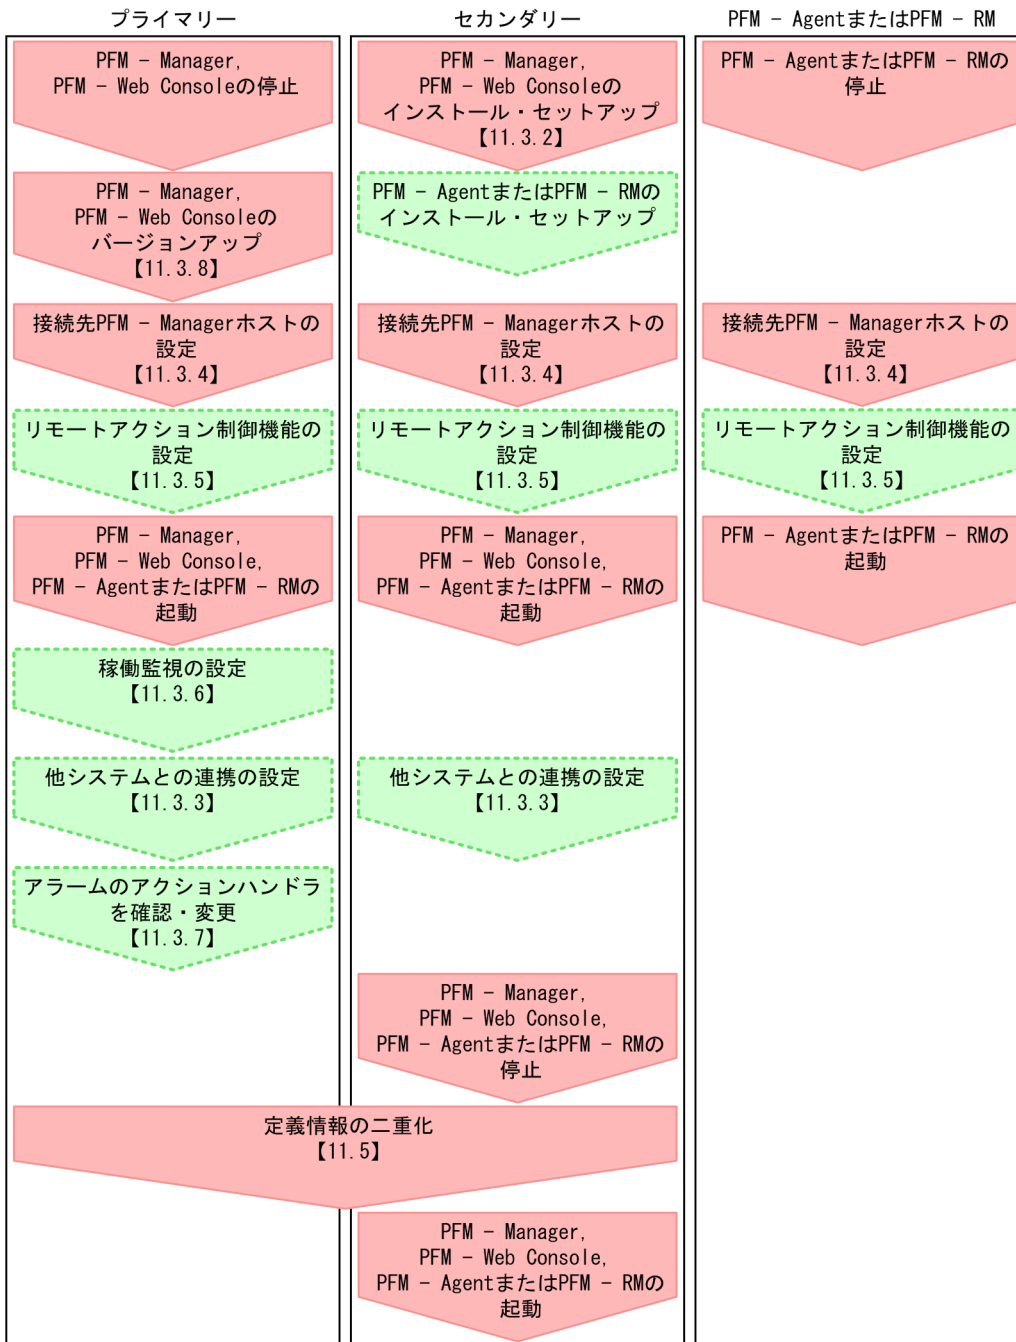 プライマリー
セカンダリー
PFM - AgentまたはPFM - RM
PFM - Manager,
PFM - Web Consoleの停止
PFM - Manager,
PFM - Web Consoleの
インストール・セットアップ
【11.3.2】
PFM - AgentまたはPFM - RMの
停止
PFM - Manager,
PFM - Web Consoleの
バージョンアップ
【11.3.8】
PFM - AgentまたはPFM - RMの
インストール・セットアップ
接続先PFM - Managerホストの
設定
【11.3.4】
接続先PFM - Managerホストの
設定
【11.3.4】
接続先PFM - Managerホストの
設定
【11.3.4】
リモートアクション制御機能の
設定
【11.3.5】
リモートアクション制御機能の
設定
【11.3.5】
リモートアクション制御機能の
設定
【11.3.5】
PFM - Manager,
PFM - Web Console,
PFM - AgentまたはPFM - RMの
起動
PFM - Manager,
PFM - Web Console,
PFM - AgentまたはPFM - RMの
起動
PFM - AgentまたはPFM - RMの
起動
稼働監視の設定
【11.3.6】
他システムとの連携の設定
【11.3.3】
他システムとの連携の設定
【11.3.3】
アラームのアクションハンドラ
を確認・変更
【11.3.7】
PFM - Manager,
PFM - Web Console,
PFM - AgentまたはPFM - RMの
停止
定義情報の二重化
【11.5】
PFM - Manager,
PFM - Web Console,
PFM - AgentまたはPFM - RMの
起動